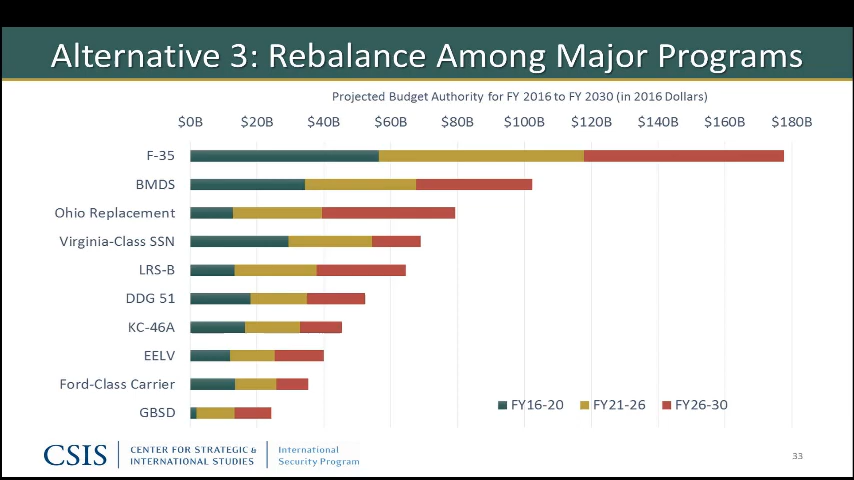 Alternative 3: Rebalance Among Major Programs
Projected Budget Authority for FY 2016 to FY 2030 (in 2016 Dollars)
$0B $20B $40B $60B $80B $100B $120B $140B $160B $180B
F-35
BMDS
Ohio Replacement
Virginia-Class SSN
LRS-B
DDG 51
KC-46A
EELV
Ford-Class Carrier
GBSD
FY16-20 FY21-26 FY26-30
CSIS
CENTER FOR STRATEGIC &
INTERNATIONAL STUDIES
International
Security Program
33